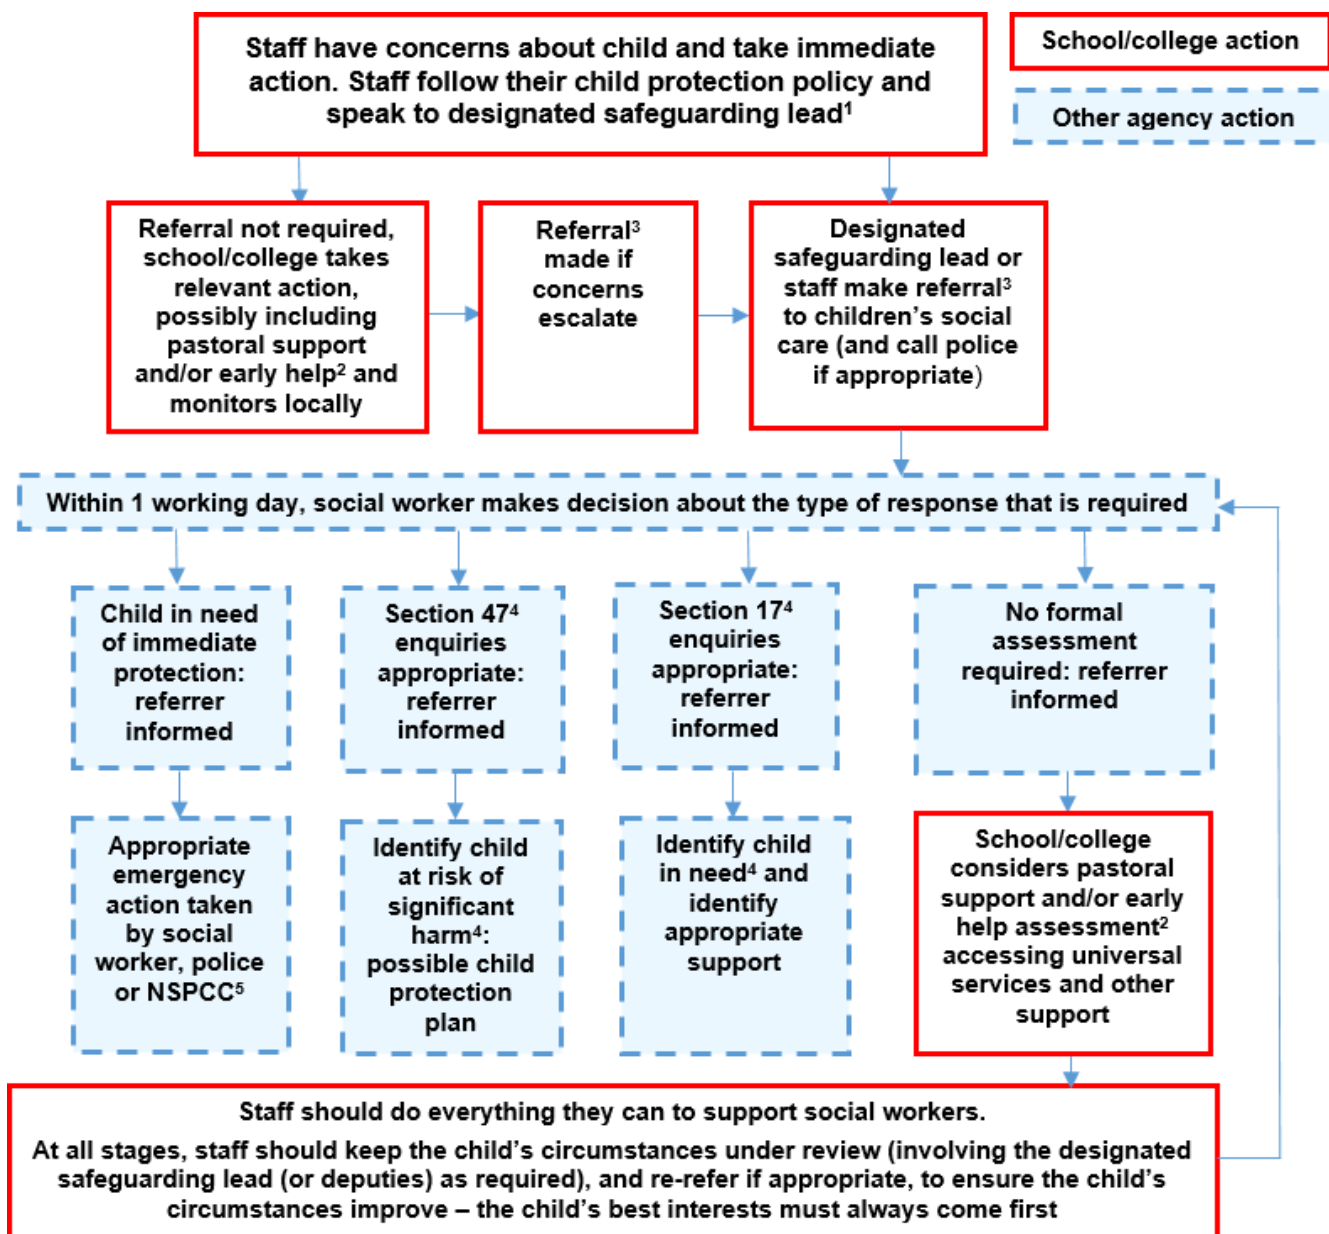 Staff have concerns about child and take immediate
action. Staff follow their child protection policy and
speak to designated safeguarding lead¹
School/college action
Other agency action
Referral not required,
school/college takes
relevant action,
possibly including
pastoral support
and/or early help² and
monitors locally
Referral³
made if
concerns
escalate
Designated
safeguarding lead or
staff make referral³
to children’s social
care (and call police
if appropriate)
Within 1 working day, social worker makes decision about the type of response that is required
Child in need
of immediate
protection:
referrer
informed
Section 47⁴
enquiries
appropriate:
referrer
informed
Section 17⁴
enquiries
appropriate:
referrer
informed
No formal
assessment
required: referrer
informed
Appropriate
emergency
action taken
by social
worker, police
or NSPCC⁵
Identify child
at risk of
significant
harm⁴:
possible child
protection
plan
Identify child
in need⁴ and
identify
appropriate
support
School/college
considers pastoral
support and/or early
help assessment²
accessing universal
services and other
support
Staff should do everything they can to support social workers.
At all stages, staff should keep the child’s circumstances under review (involving the designated
safeguarding lead (or deputies) as required), and re-refer if appropriate, to ensure the child’s
circumstances improve – the child’s best interests must always come first